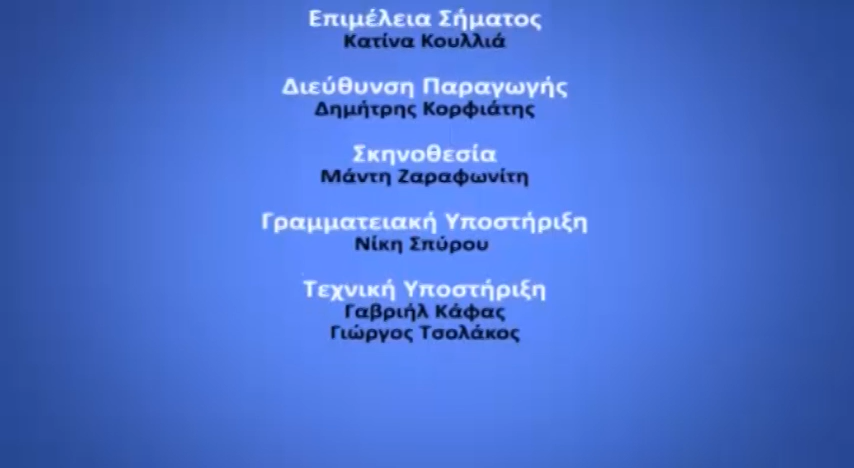 Επιμέλεια Σήματος
Κατίνα Κουλλιά
Διεύθυνση Παραγωγής
Δημήτρης Κορφιάτης
Σκηνοθεσία
Μάντη Ζαραφωνίτη
Γραμματειακή Υποστήριξη
Νίκη Σπύρου
Τεχνική Υποστήριξη
Γαβριήλ Κάφας
Γιώργος Τσολάκος